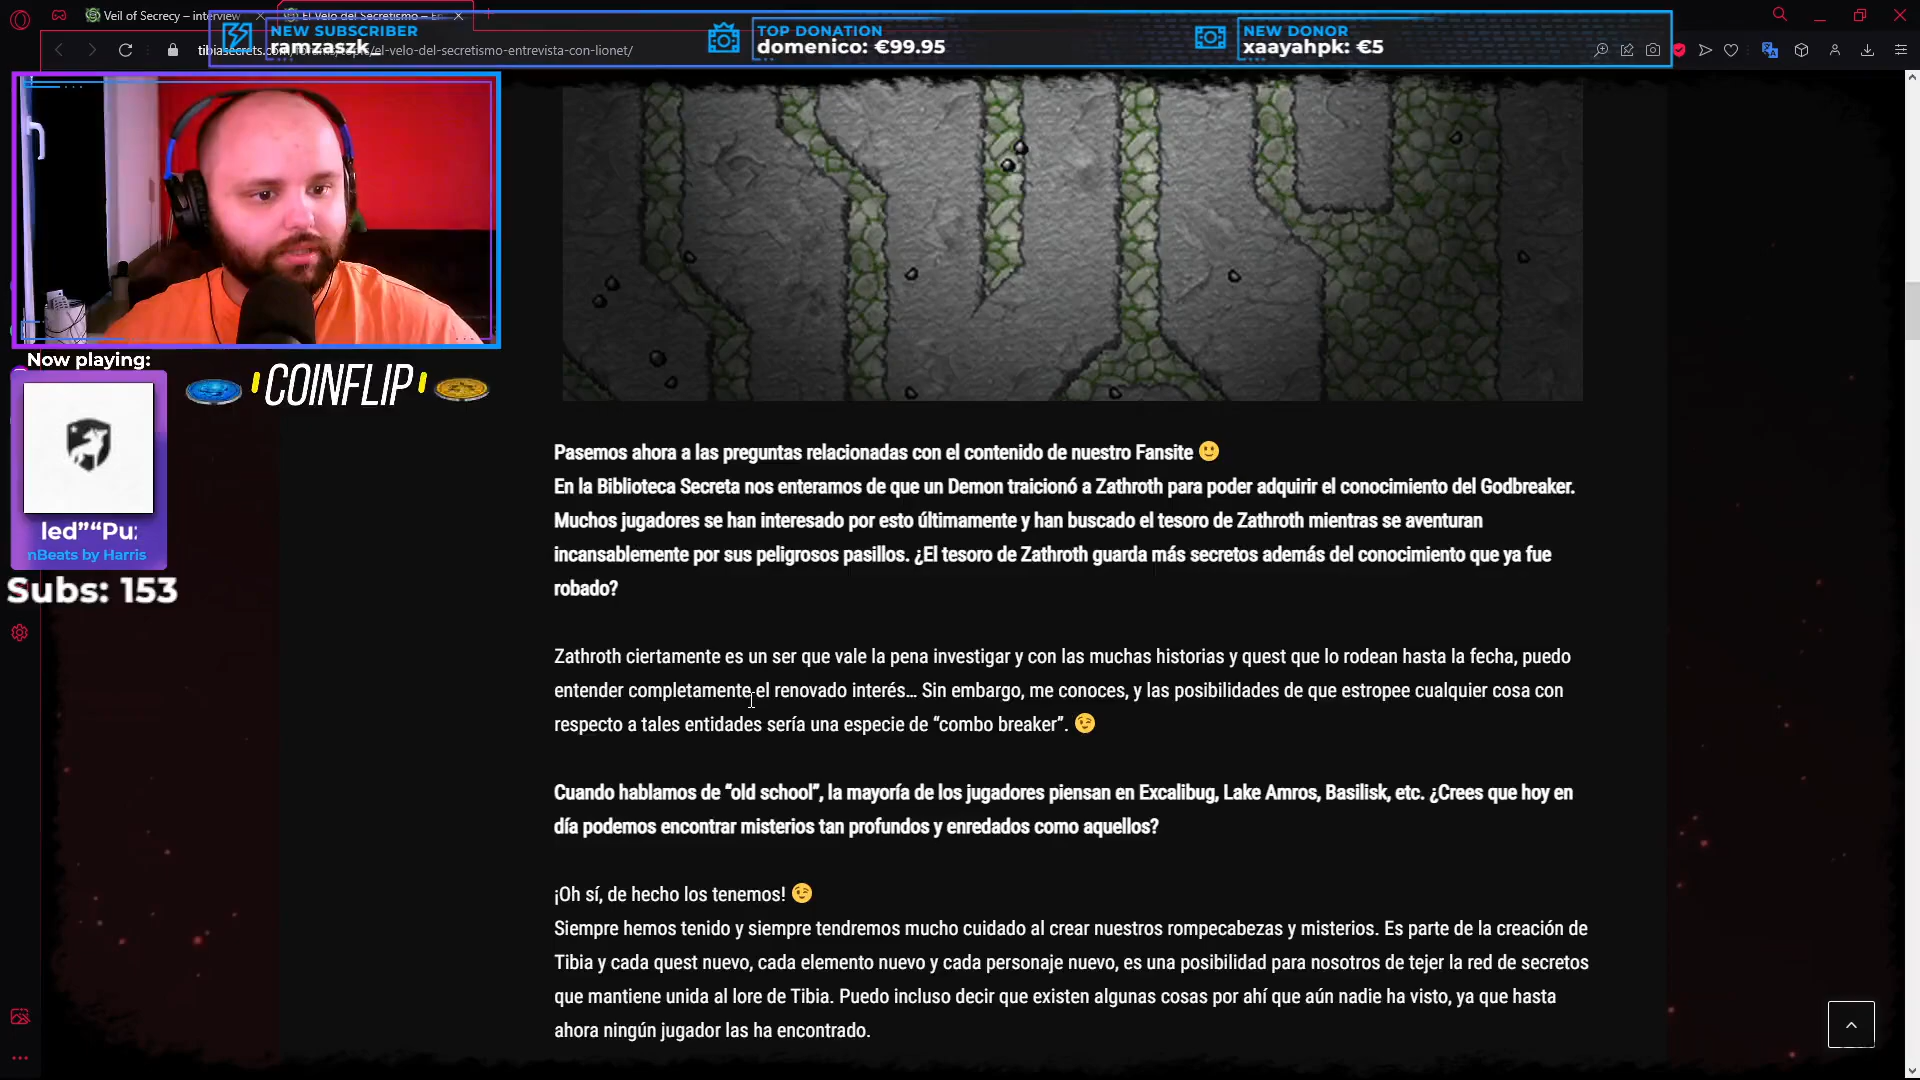 Veil of Secrecy – interview
El Velo del Secretismo – E
NEW SUBSCRIBER
ramzaszk_
TOP DONATION
domenico: €99.95
NEW DONOR
xaayahpk: €5
tibiasecrets.com/forums/topic/el-velo-del-secretismo-entrevista-con-lionet/
Now playing:
COINFLIP
led”“Pu
nBeats by Harris
Subs: 153
Pasemos ahora a las preguntas relacionadas con el contenido de nuestro Fansite 🙂
En la Biblioteca Secreta nos enteramos de que un Demon traicionó a Zathroth para poder adquirir el conocimiento del Godbreaker.
Muchos jugadores se han interesado por esto últimamente y han buscado el tesoro de Zathroth mientras se aventuran
incansablemente por sus peligrosos pasillos. ¿El tesoro de Zathroth guarda más secretos además del conocimiento que ya fue
robado?
Zathroth ciertamente es un ser que vale la pena investigar y con las muchas historias y quest que lo rodean hasta la fecha, puedo
entender completamente el renovado interés… Sin embargo, me conoces, y las posibilidades de que estropee cualquier cosa con
respecto a tales entidades sería una especie de “combo breaker”. 😉
Cuando hablamos de “old school”, la mayoría de los jugadores piensan en Excalibug, Lake Amros, Basilisk, etc. ¿Crees que hoy en
día podemos encontrar misterios tan profundos y enredados como aquellos?
¡Oh sí, de hecho los tenemos! 😉
Siempre hemos tenido y siempre tendremos mucho cuidado al crear nuestros rompecabezas y misterios. Es parte de la creación de
Tibia y cada quest nuevo, cada elemento nuevo y cada personaje nuevo, es una posibilidad para nosotros de tejer la red de secretos
que mantiene unida al lore de Tibia. Puedo incluso decir que existen algunas cosas por ahí que aún nadie ha visto, ya que hasta
ahora ningún jugador las ha encontrado.